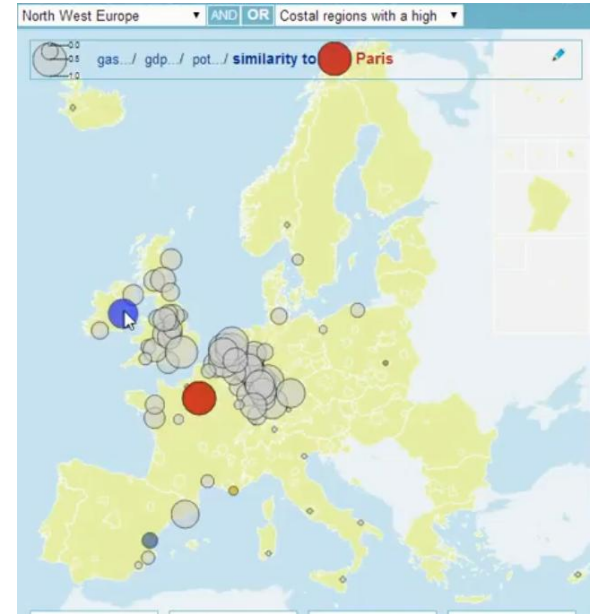 North West Europe AND OR Costal regions with a high
0.0
0.5
1.0
gas.../ gdp.../ pot.../ similarity to Paris